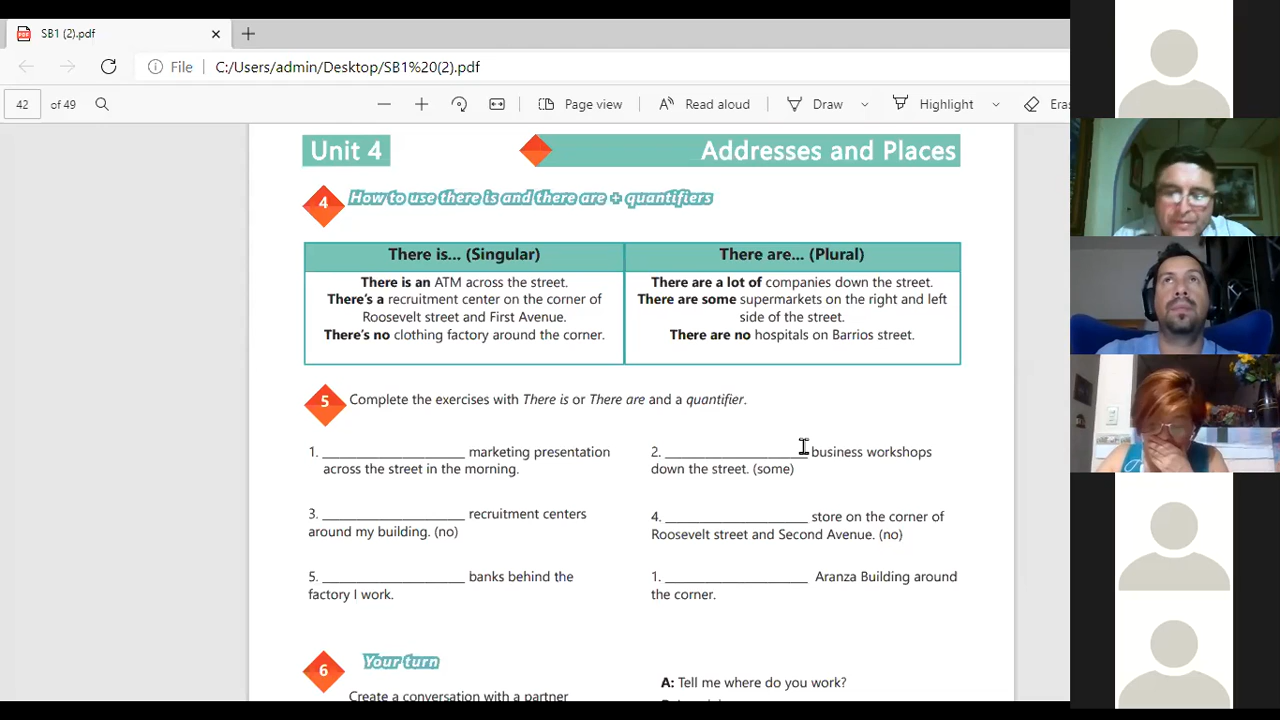 SB1 (2).pdf
File C:/Users/admin/Desktop/SB1%20(2).pdf
42 of 49 Page view Read aloud Draw Highlight Eras
Unit 4 Addresses and Places
4 How to use there is and there are + quantifiers
There is... (Singular) There are... (Plural)
There is an ATM across the street.
There's a recruitment center on the corner of
Roosevelt street and First Avenue.
There's no clothing factory around the corner.
There are a lot of companies down the street.
There are some supermarkets on the right and left
side of the street.
There are no hospitals on Barrios street.
5 Complete the exercises with There is or There are and a quantifier.
1. _____________________ marketing presentation
across the street in the morning.
2. _____________________ business workshops
down the street. (some)
3. _____________________ recruitment centers
around my building. (no)
4. _____________________ store on the corner of
Roosevelt street and Second Avenue. (no)
5. _____________________ banks behind the
factory I work.
1. _____________________ Aranza Building around
the corner.
6 Your turn
Create a conversation with a partner
A: Tell me where do you work?